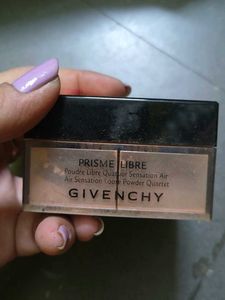 PRISME LIBRE
Poudre Libre Quatuor Sensation Air
Air Sensation Loose Powder Quartet
GIVENCHY